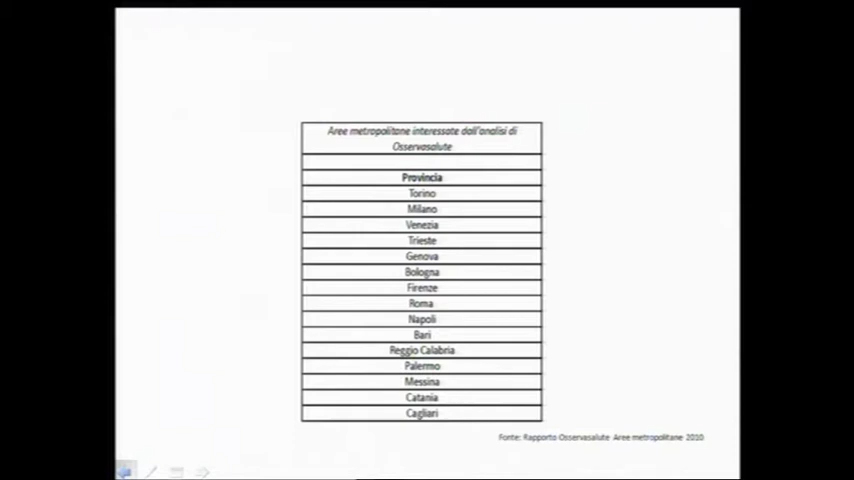 Aree metropolitane interessate dall'analisi di
Osservasalute
Provincia
Torino
Milano
Venezia
Trieste
Genova
Bologna
Firenze
Roma
Napoli
Bari
Reggio Calabria
Palermo
Messina
Catania
Cagliari
Fonte: Rapporto Osservasalute Aree metropolitane 2010